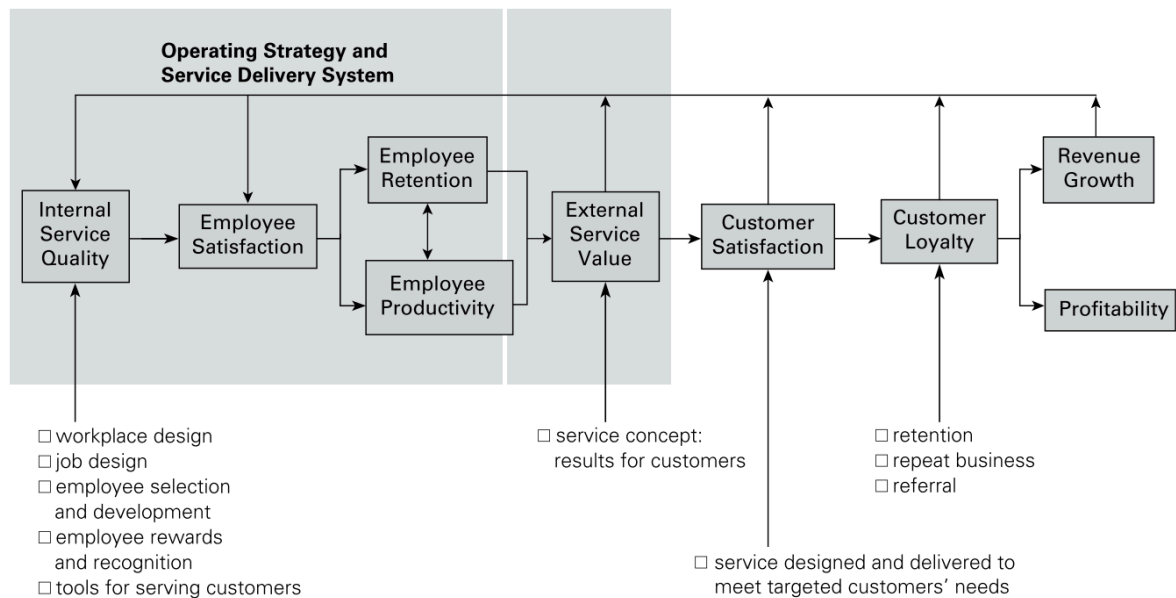 Operating Strategy and
Service Delivery System
Internal
Service
Quality
Employee
Satisfaction
Employee
Retention
Employee
Productivity
External
Service
Value
Customer
Satisfaction
Customer
Loyalty
Revenue
Growth
Profitability
□ workplace design
□ job design
□ employee selection
and development
□ employee rewards
and recognition
□ tools for serving customers
□ service concept:
results for customers
□ service designed and delivered to
meet targeted customers’ needs
□ retention
□ repeat business
□ referral